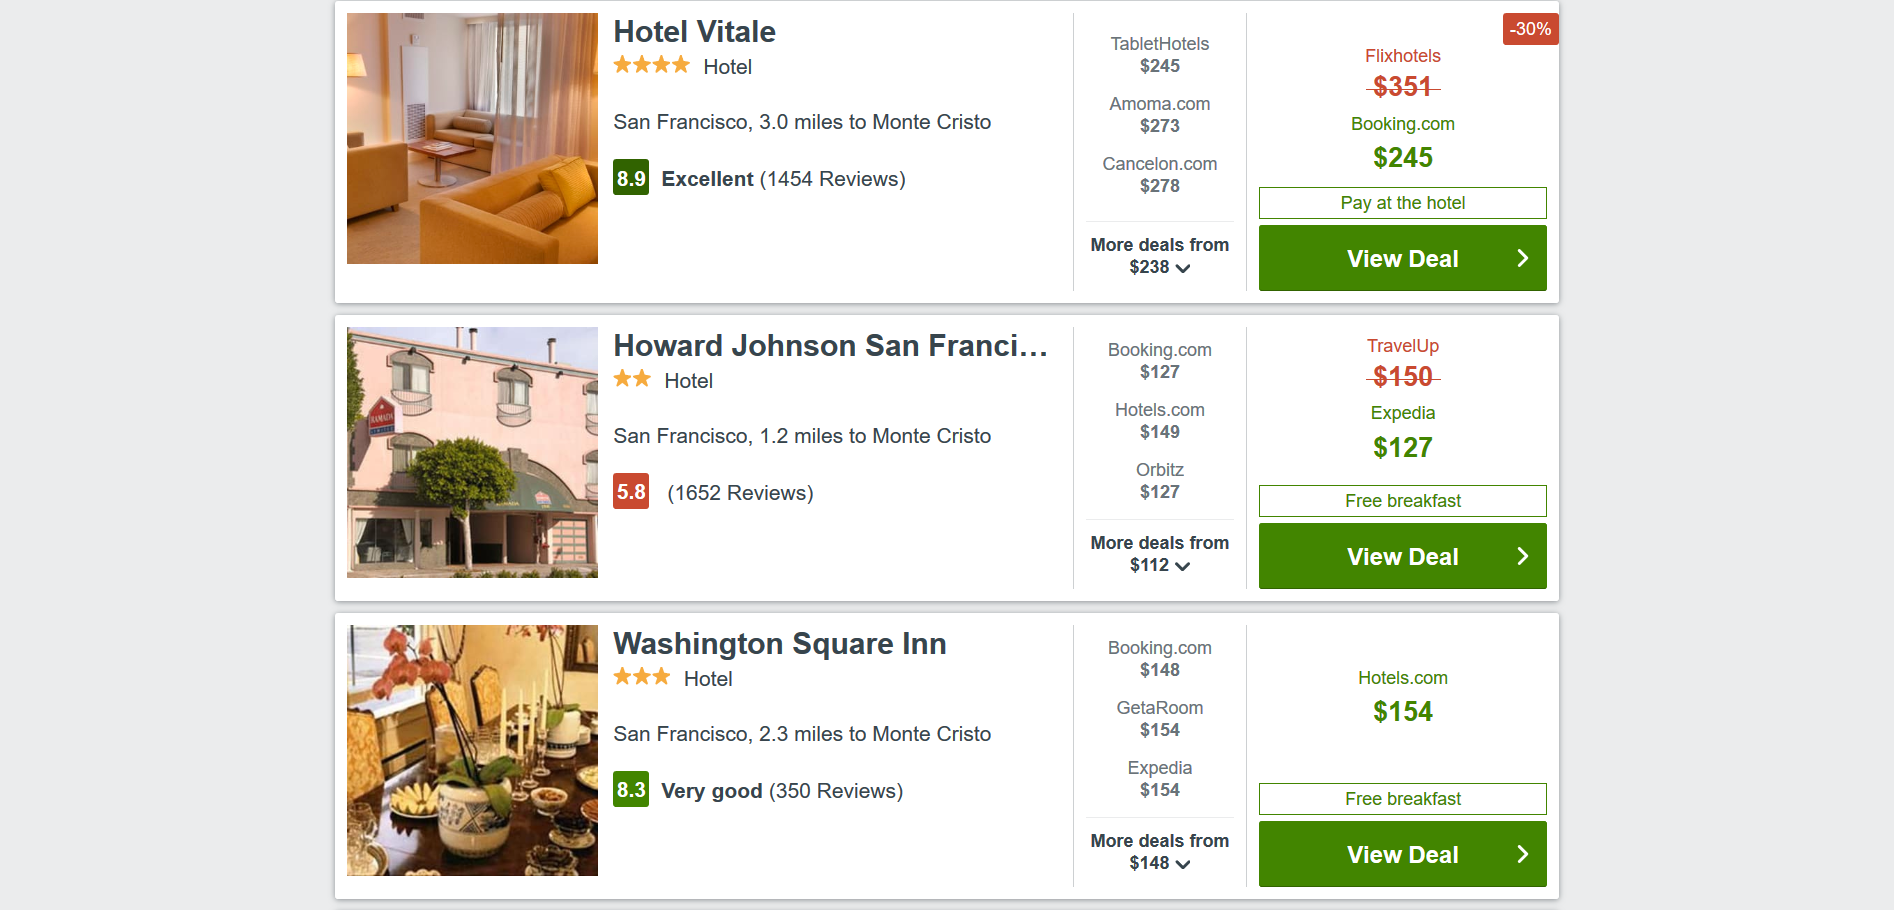 Hotel Vitale
Hotel
San Francisco, 3.0 miles to Monte Cristo
8.9 Excellent (1454 Reviews)
TabletHotels
$245
Amoma.com
$273
Cancelon.com
$278
More deals from
$238
-30%
Flixhotels
$351
Booking.com
$245
Pay at the hotel
View Deal
RAMADA
Howard Johnson San Franci...
Hotel
San Francisco, 1.2 miles to Monte Cristo
5.8 (1652 Reviews)
Booking.com
$127
Hotels.com
$149
Orbitz
$127
More deals from
$112
TravelUp
$150
Expedia
$127
Free breakfast
View Deal
Washington Square Inn
Hotel
San Francisco, 2.3 miles to Monte Cristo
8.3 Very good (350 Reviews)
Booking.com
$148
GetaRoom
$154
Expedia
$154
More deals from
$148
Hotels.com
$154
Free breakfast
View Deal